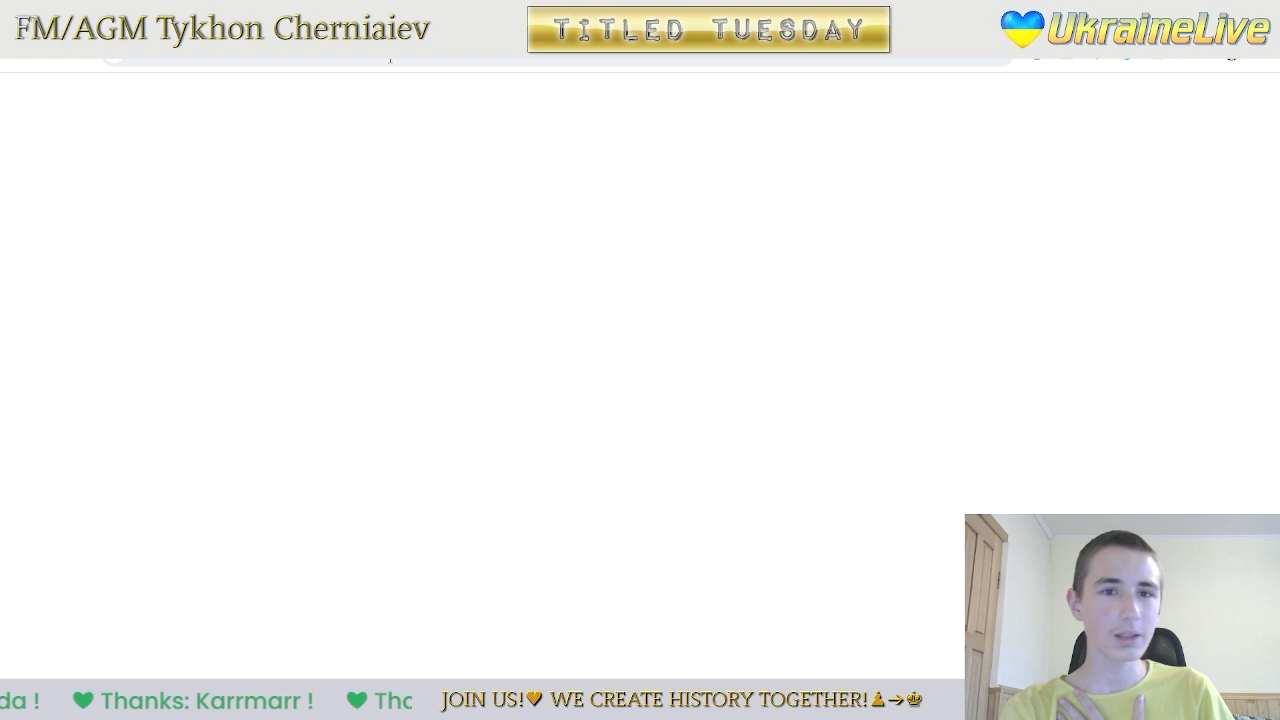 FM/AGM Tykhon Cherniaiev
TITLED TUESDAY
UkraineLive
da !
Thanks: Karrmarr !
JOIN US!🧡 WE CREATE HISTORY TOGETHER!♟→♚